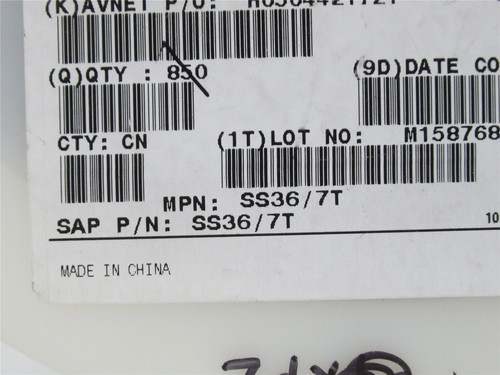 (K)AVNET P/O:
(Q)QTY : 850
(9D)DATE CO
CTY: CN
(1T)LOT NO: M158768
MPN: SS36/7T
SAP P/N: SS36/7T
10
MADE IN CHINA